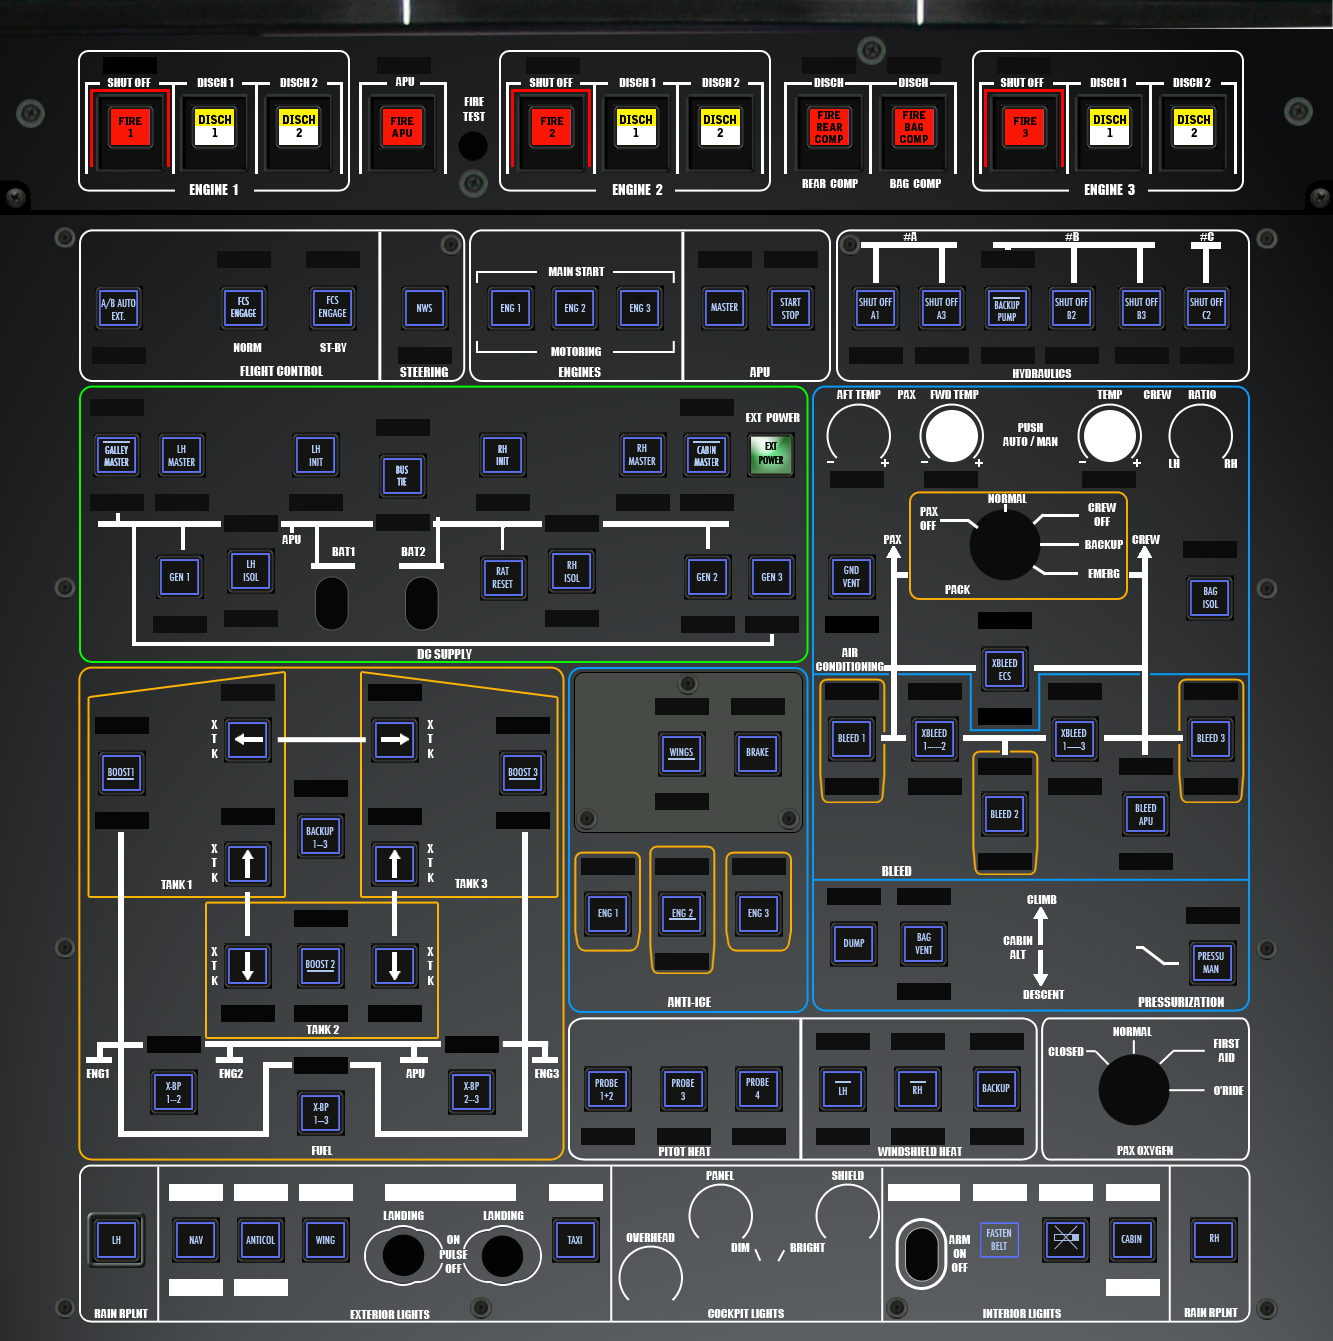 SHUT OFF DISCH 1 DISCH 2
APU
SHUT OFF DISCH 1 DISCH 2
DISCH DISCH
SHUT OFF DISCH 1 DISCH 2
FIRE
1
DISCH
1
DISCH
2
FIRE
APU
FIRE
TEST
FIRE
2
DISCH
1
DISCH
2
FIRE
REAR
COMP
FIRE
BAG
COMP
FIRE
3
DISCH
1
DISCH
2
ENGINE 1
ENGINE 2
REAR COMP
BAG COMP
ENGINE 3
A/B AUTO
EXT.
FCS
ENGAGE
FCS
ENGAGE
NORM
ST-BY
FLIGHT CONTROL
NWS
STEERING
MAIN START
ENG 1
ENG 2
ENG 3
MOTORING
ENGINES
MASTER
START
STOP
APU
#A
#B
#C
SHUT OFF
A1
SHUT OFF
A3
BACKUP
PUMP
SHUT OFF
B2
SHUT OFF
B3
SHUT OFF
C2
HYDRAULICS
GALLEY
MASTER
LH
MASTER
LH
INIT
BUS
TIE
RH
INIT
RH
MASTER
CABIN
MASTER
EXT POWER
EXT
POWER
APU
BAT1
BAT2
GEN 1
LH
ISOL
RAT
RESET
RH
ISOL
GEN 2
GEN 3
DC SUPPLY
AFT TEMP PAX FWD TEMP
TEMP CREW RATIO
PUSH
AUTO / MAN
- +
- +
- +
LH RH
NORMAL
PAX
OFF
CREW
OFF
BACKUP
EMERG
PACK
PAX
CREW
GND
VENT
BAG
ISOL
AIR
CONDITIONING
XBLEED
ECS
BLEED 1
XBLEED
1------2
XBLEED
1-----3
BLEED 3
BLEED 2
BLEED
APU
BLEED
X
T
K
X
T
K
BOOST1
BOOST 3
BACKUP
1--3
X
T
K
TANK 1
TANK 3
X
T
K
BOOST 2
X
T
K
TANK 2
ENG1
ENG2
APU
ENG3
X-BP
1---2
X-BP
1---3
X-BP
2---3
FUEL
WINGS
BRAKE
ENG 1
ENG 2
ENG 3
ANTI-ICE
DUMP
BAG
VENT
CLIMB
CABIN
ALT
DESCENT
PRESSU
MAN
PRESSURIZATION
PROBE
1+2
PROBE
3
PROBE
4
PITOT HEAT
LH
RH
BACKUP
WINDSHIELD HEAT
NORMAL
CLOSED
FIRST
AID
O'RIDE
PAX OXYGEN
LH
RAIN RPLNT
NAV
ANTICOL
WING
LANDING
LANDING
ON
PULSE
OFF
TAXI
EXTERIOR LIGHTS
PANEL
SHIELD
OVERHEAD
DIM
BRIGHT
COCKPIT LIGHTS
ARM
ON
OFF
FASTEN
BELT
CABIN
INTERIOR LIGHTS
RH
RAIN RPLNT